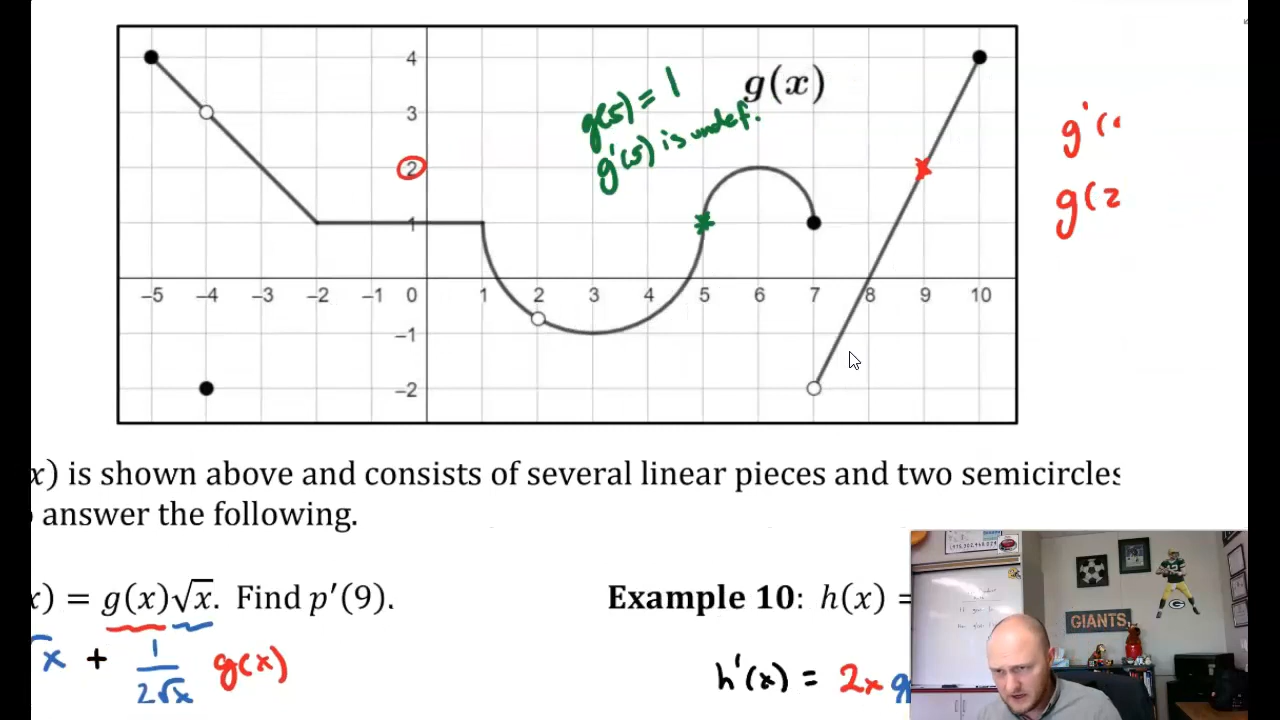 4
3
2
1
-1
-2
-5 -4 -3 -2 -1 0 1 2 3 4 5 6 7 8 9 10
g(x)
g(5) = 1
g'(5) is undef.
g'(
g(2
x) is shown above and consists of several linear pieces and two semicircles
answer the following.
x) = g(x)√x. Find p′(9).
√x + 1/2√x g(x)
Example 10: h(x) =
h'(x) = 2x g
GIANTS
G